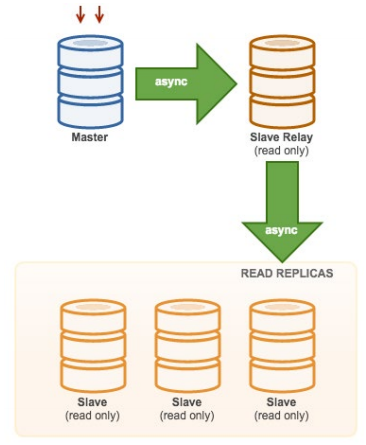 async
Master
Slave Relay
(read only)
async
READ REPLICAS
Slave
(read only)
Slave
(read only)
Slave
(read only)